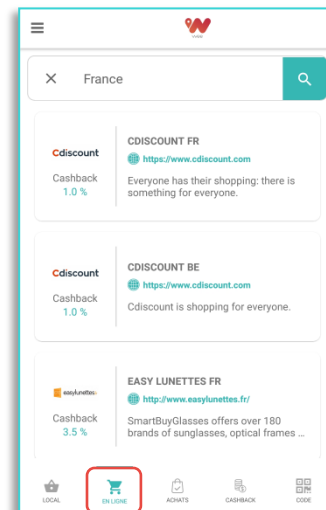 W
France
Cdiscount
Cashback
1.0 %
CDISCOUNT FR
https://www.cdiscount.com
Everyone has their shopping: there is
something for everyone.
Cdiscount
Cashback
1.0 %
CDISCOUNT BE
https://www.cdiscount.com
Cdiscount is shopping for everyone.
easylunettes
Cashback
3.5 %
EASY LUNETTES FR
http://www.easylunettes.fr/
SmartBuyGlasses offers over 180
brands of sunglasses, optical frames ...
LOCAL
EN LIGNE
ACHATS
CASHBACK
CODE